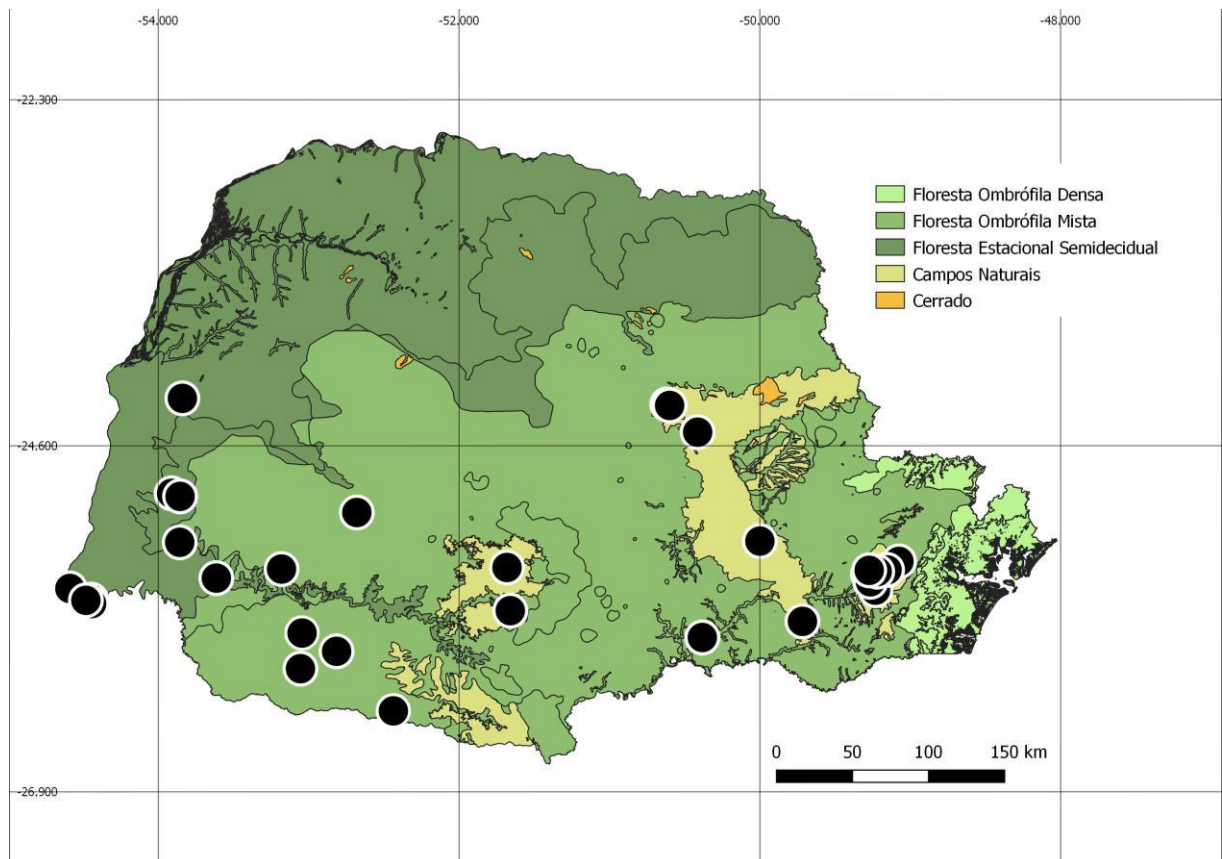 -54.000 -52.000 -50.000 -48.000
-22.300
Floresta Ombrófila Densa
Floresta Ombrófila Mista
Floresta Estacional Semidecidual
Campos Naturais
Cerrado
-24.600
0 50 100 150 km
-26.900